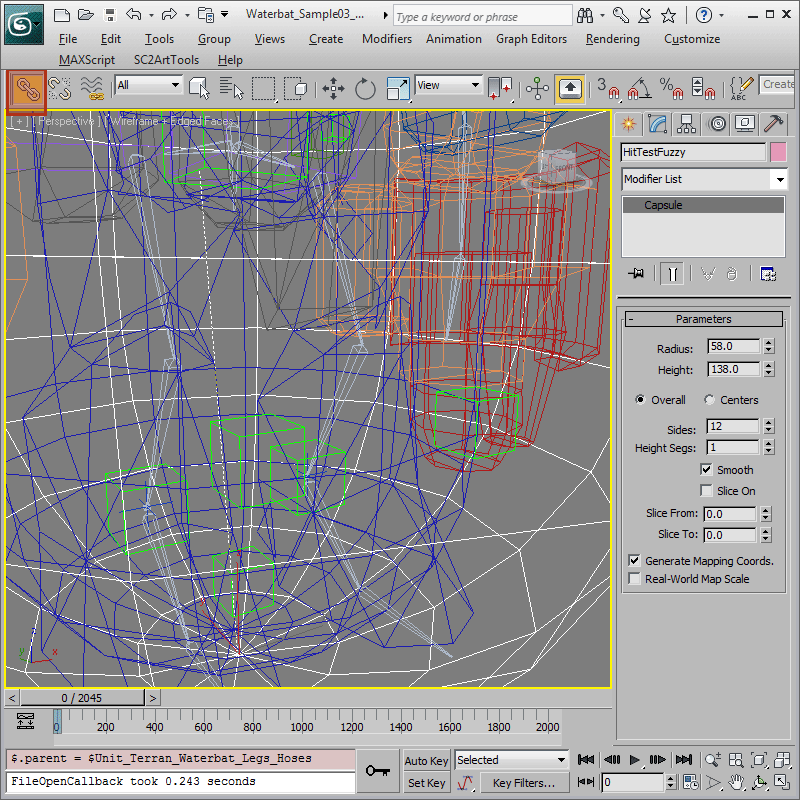 Waterbat_Sample03_... Type a keyword or phrase
File Edit Tools Group Views Create Modifiers Animation Graph Editors Rendering Customize
MAXScript SC2ArtTools Help
All View 3 ABC Create
[ + ] [ Perspective ] [ Wireframe + Edged Faces ]
HitTestFuzzy
Modifier List
Capsule
- Parameters
Radius: 58.0
Height: 138.0
Overall Centers
Sides: 12
Height Segs: 1
Smooth
Slice On
Slice From: 0.0
Slice To: 0.0
Generate Mapping Coords.
Real-World Map Scale
x
y x
< 0 / 2045 >
0 200 400 600 800 1000 1200 1400 1600 1800 2000
$.parent = $Unit_Terran_Waterbat_Legs_Hoses
FileOpenCallback took 0.243 seconds
Auto Key Selected
Set Key Key Filters...
0